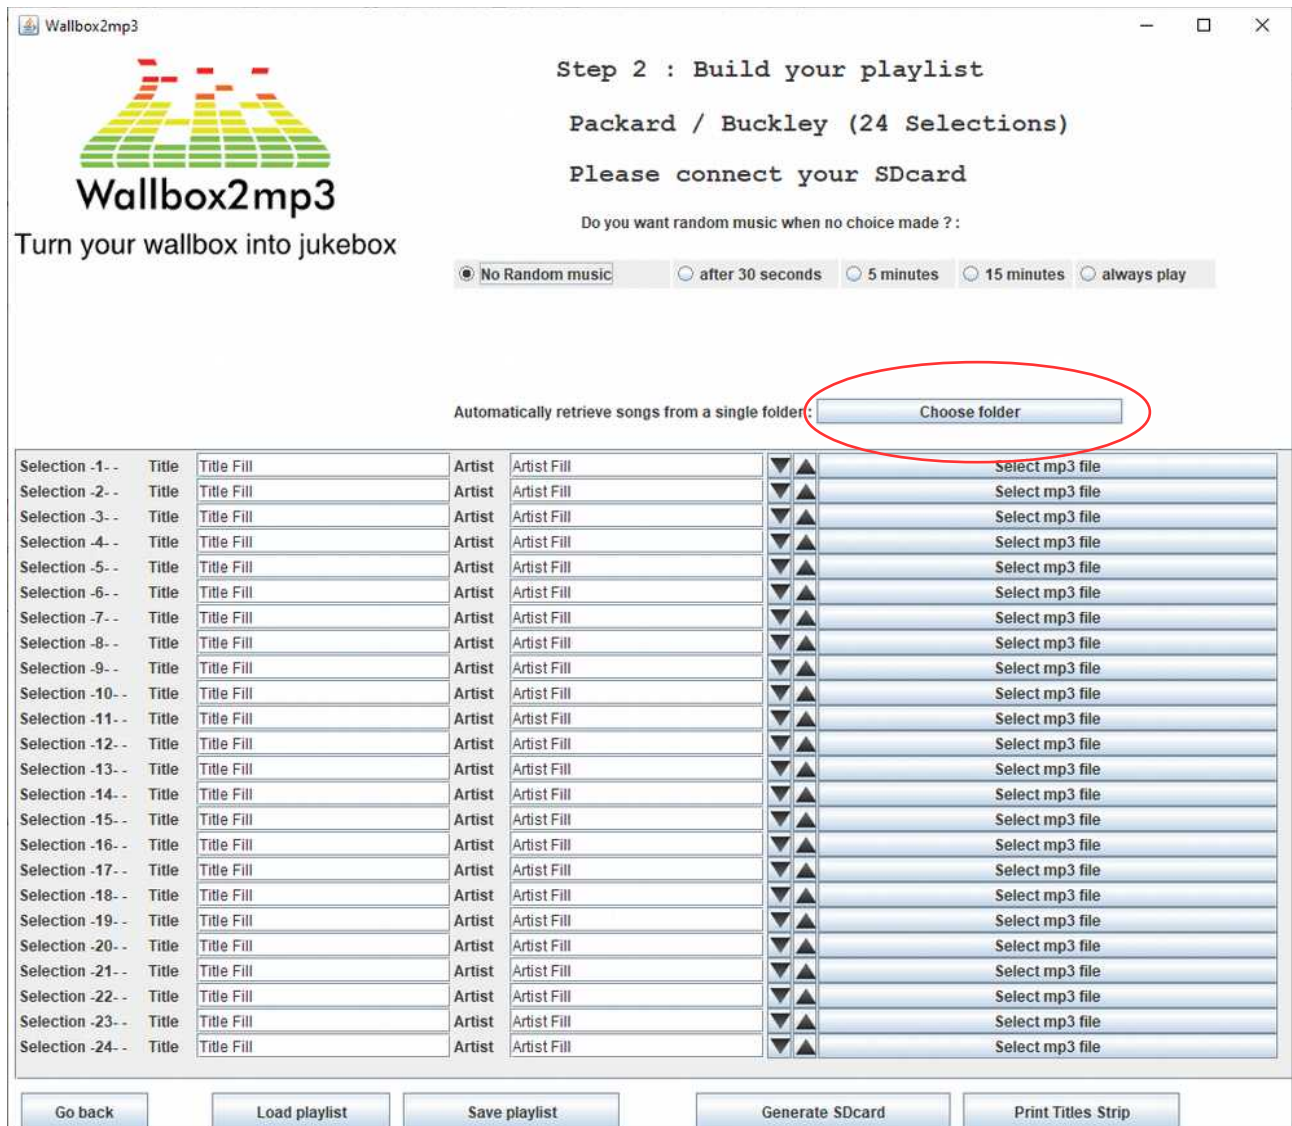 Wallbox2mp3
Step 2 : Build your playlist
Packard / Buckley (24 Selections)
Wallbox2mp3
Please connect your SDcard
Turn your wallbox into jukebox
Do you want random music when no choice made ? :
No Random music after 30 seconds 5 minutes 15 minutes always play
Automatically retrieve songs from a single folder : Choose folder
Selection -1- - Title Title Fill Artist Artist Fill Select mp3 file
Selection -2- - Title Title Fill Artist Artist Fill Select mp3 file
Selection -3- - Title Title Fill Artist Artist Fill Select mp3 file
Selection -4- - Title Title Fill Artist Artist Fill Select mp3 file
Selection -5- - Title Title Fill Artist Artist Fill Select mp3 file
Selection -6- - Title Title Fill Artist Artist Fill Select mp3 file
Selection -7- - Title Title Fill Artist Artist Fill Select mp3 file
Selection -8- - Title Title Fill Artist Artist Fill Select mp3 file
Selection -9- - Title Title Fill Artist Artist Fill Select mp3 file
Selection -10- - Title Title Fill Artist Artist Fill Select mp3 file
Selection -11- - Title Title Fill Artist Artist Fill Select mp3 file
Selection -12- - Title Title Fill Artist Artist Fill Select mp3 file
Selection -13- - Title Title Fill Artist Artist Fill Select mp3 file
Selection -14- - Title Title Fill Artist Artist Fill Select mp3 file
Selection -15- - Title Title Fill Artist Artist Fill Select mp3 file
Selection -16- - Title Title Fill Artist Artist Fill Select mp3 file
Selection -17- - Title Title Fill Artist Artist Fill Select mp3 file
Selection -18- - Title Title Fill Artist Artist Fill Select mp3 file
Selection -19- - Title Title Fill Artist Artist Fill Select mp3 file
Selection -20- - Title Title Fill Artist Artist Fill Select mp3 file
Selection -21- - Title Title Fill Artist Artist Fill Select mp3 file
Selection -22- - Title Title Fill Artist Artist Fill Select mp3 file
Selection -23- - Title Title Fill Artist Artist Fill Select mp3 file
Selection -24- - Title Title Fill Artist Artist Fill Select mp3 file
Go back Load playlist Save playlist Generate SDcard Print Titles Strip